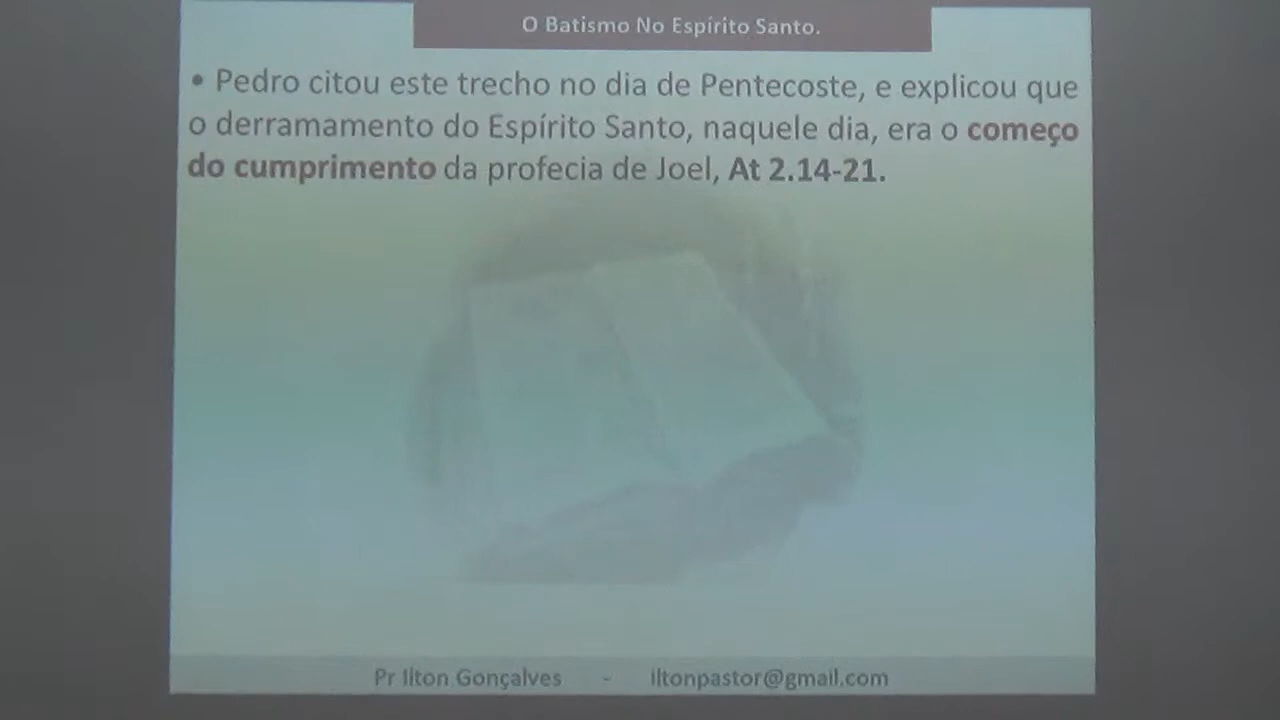 O Batismo No Espírito Santo.
• Pedro citou este trecho no dia de Pentecoste, e explicou que
o derramamento do Espírito Santo, naquele dia, era o começo
do cumprimento da profecia de Joel, At 2.14-21.
Pr Ilton Gonçalves - iltonpastor@gmail.com